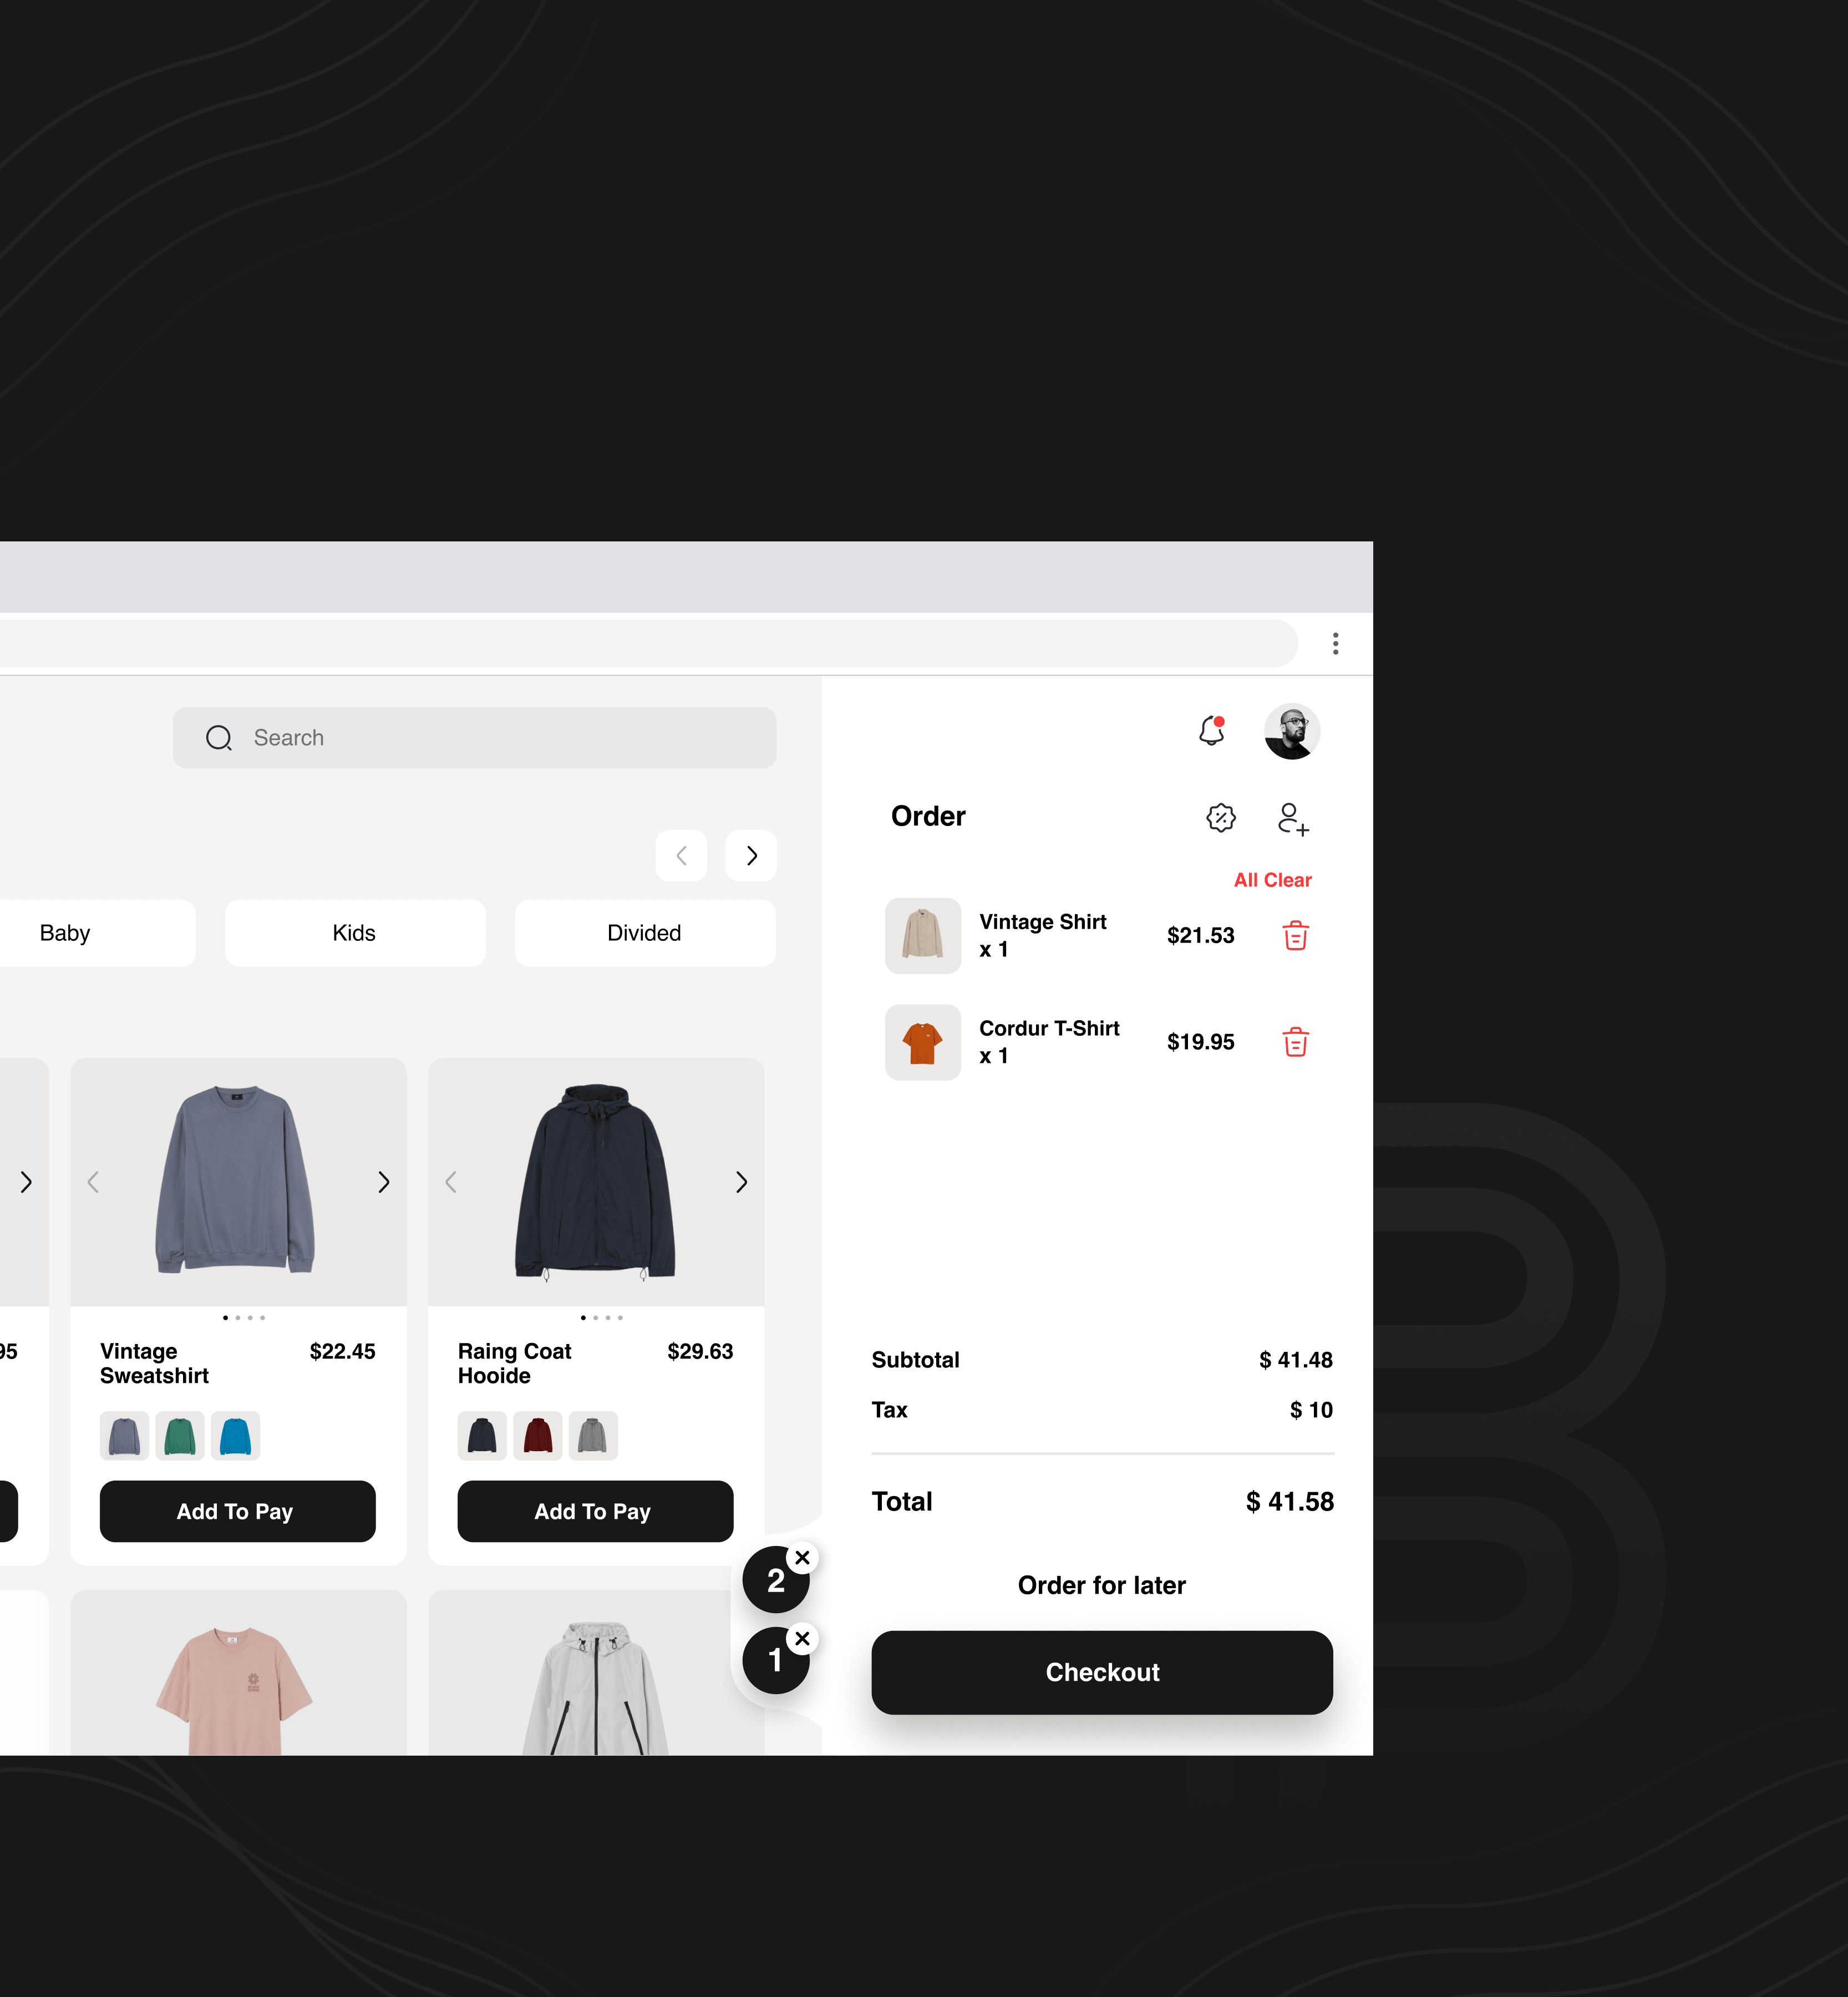 Search
Order
All Clear
Baby
Kids
Divided
Vintage Shirt
x 1
$21.53
Cordur T-Shirt
x 1
$19.95
95
Vintage
Sweatshirt
$22.45
Raing Coat
Hooide
$29.63
Add To Pay
Add To Pay
Subtotal
$ 41.48
Tax
$ 10
Total
$ 41.58
2
1
Order for later
Checkout